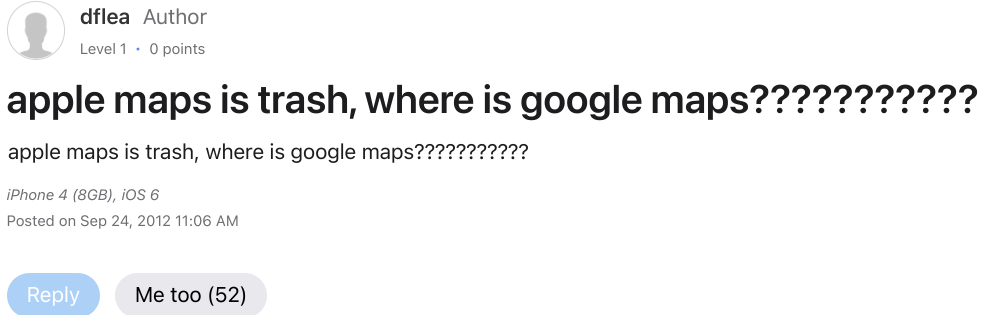 dflea Author
Level 1 • 0 points
apple maps is trash, where is google maps???????????
apple maps is trash, where is google maps???????????
iPhone 4 (8GB), iOS 6
Posted on Sep 24, 2012 11:06 AM
Reply Me too (52)